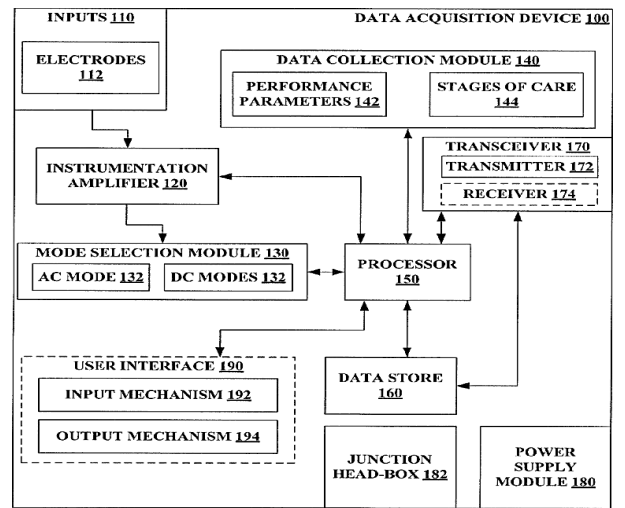 INPUTS 110
DATA ACQUISITION DEVICE 100
ELECTRODES
112
DATA COLLECTION MODULE 140
PERFORMANCE
PARAMETERS 142
STAGES OF CARE
144
TRANSCEIVER 170
TRANSMITTER 172
RECEIVER 174
INSTRUMENTATION
AMPLIFIER 120
MODE SELECTION MODULE 130
AC MODE 132
DC MODES 132
PROCESSOR
150
USER INTERFACE 190
INPUT MECHANISM 192
OUTPUT MECHANISM 194
DATA STORE
160
JUNCTION
HEAD-BOX 182
POWER
SUPPLY
MODULE 180